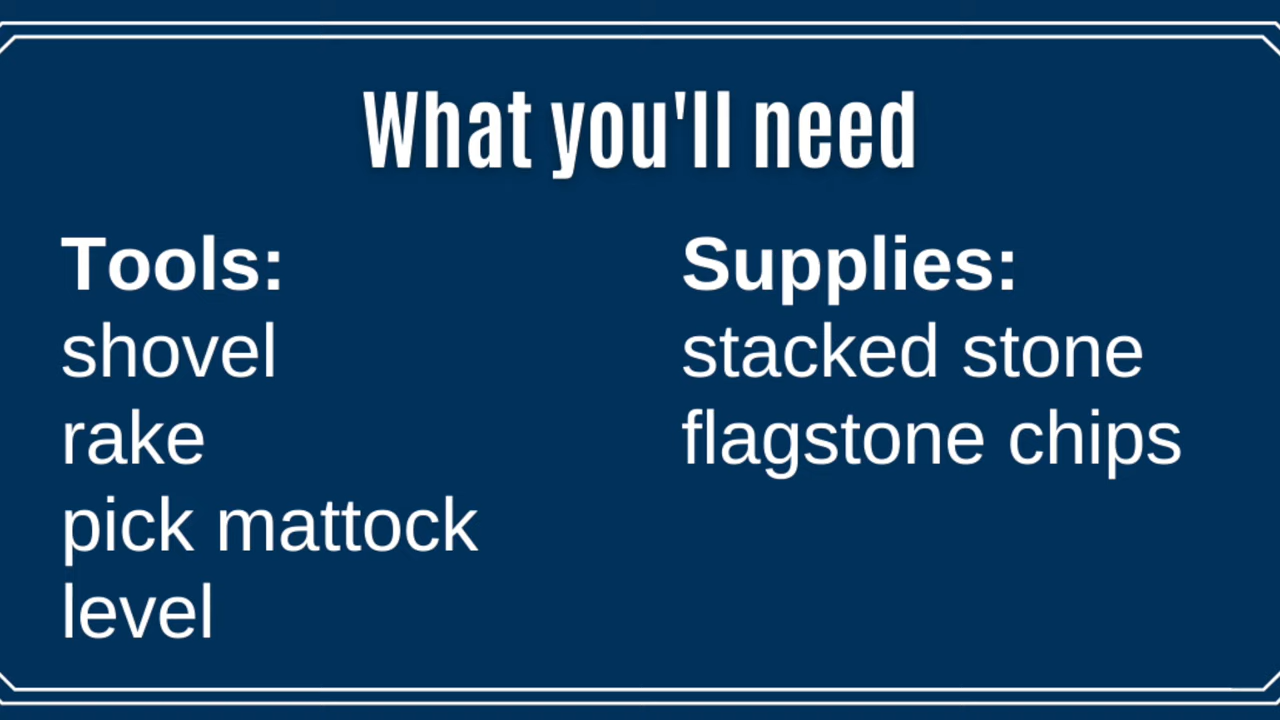 What you'll need
Tools:
shovel
rake
pick mattock
level
Supplies:
stacked stone
flagstone chips